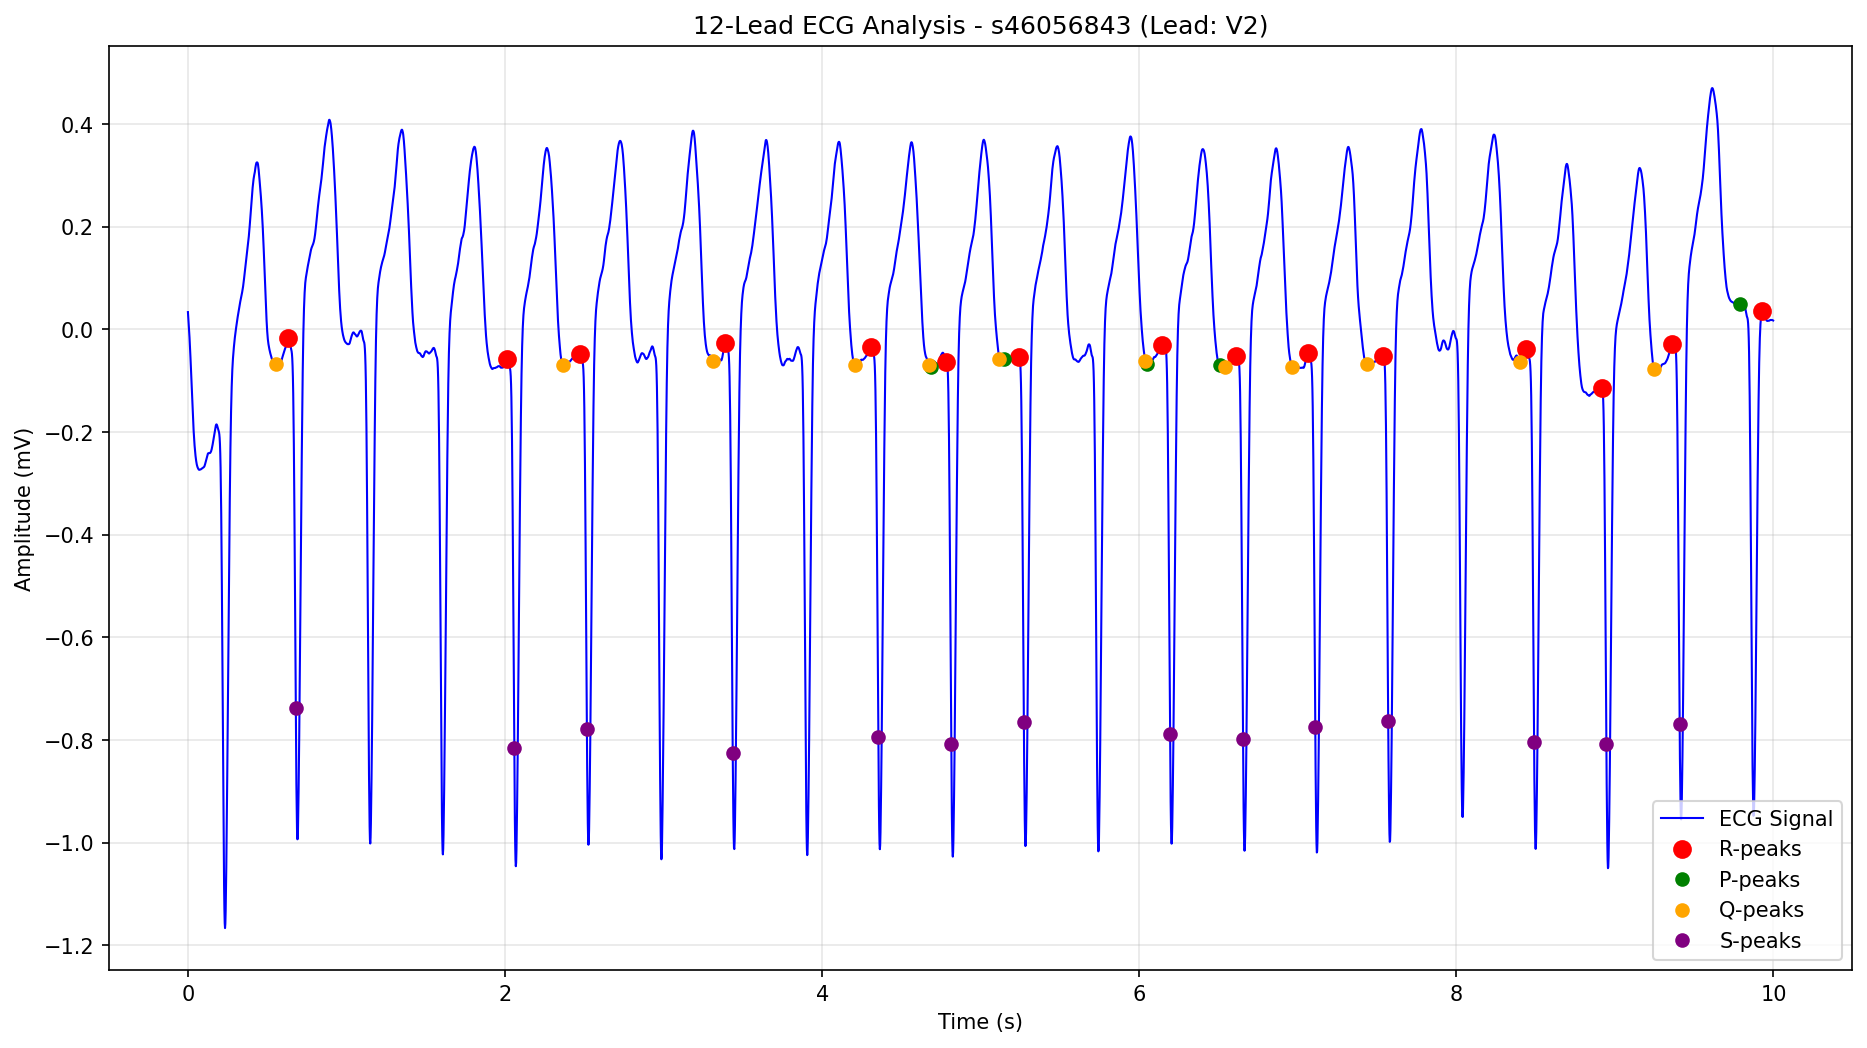 12-Lead ECG Analysis - s46056843 (Lead: V2)
Amplitude (mV)
0.4
0.2
0.0
−0.2
−0.4
−0.6
−0.8
−1.0
−1.2
0
2
4
6
8
10
Time (s)
ECG Signal
R-peaks
P-peaks
Q-peaks
S-peaks